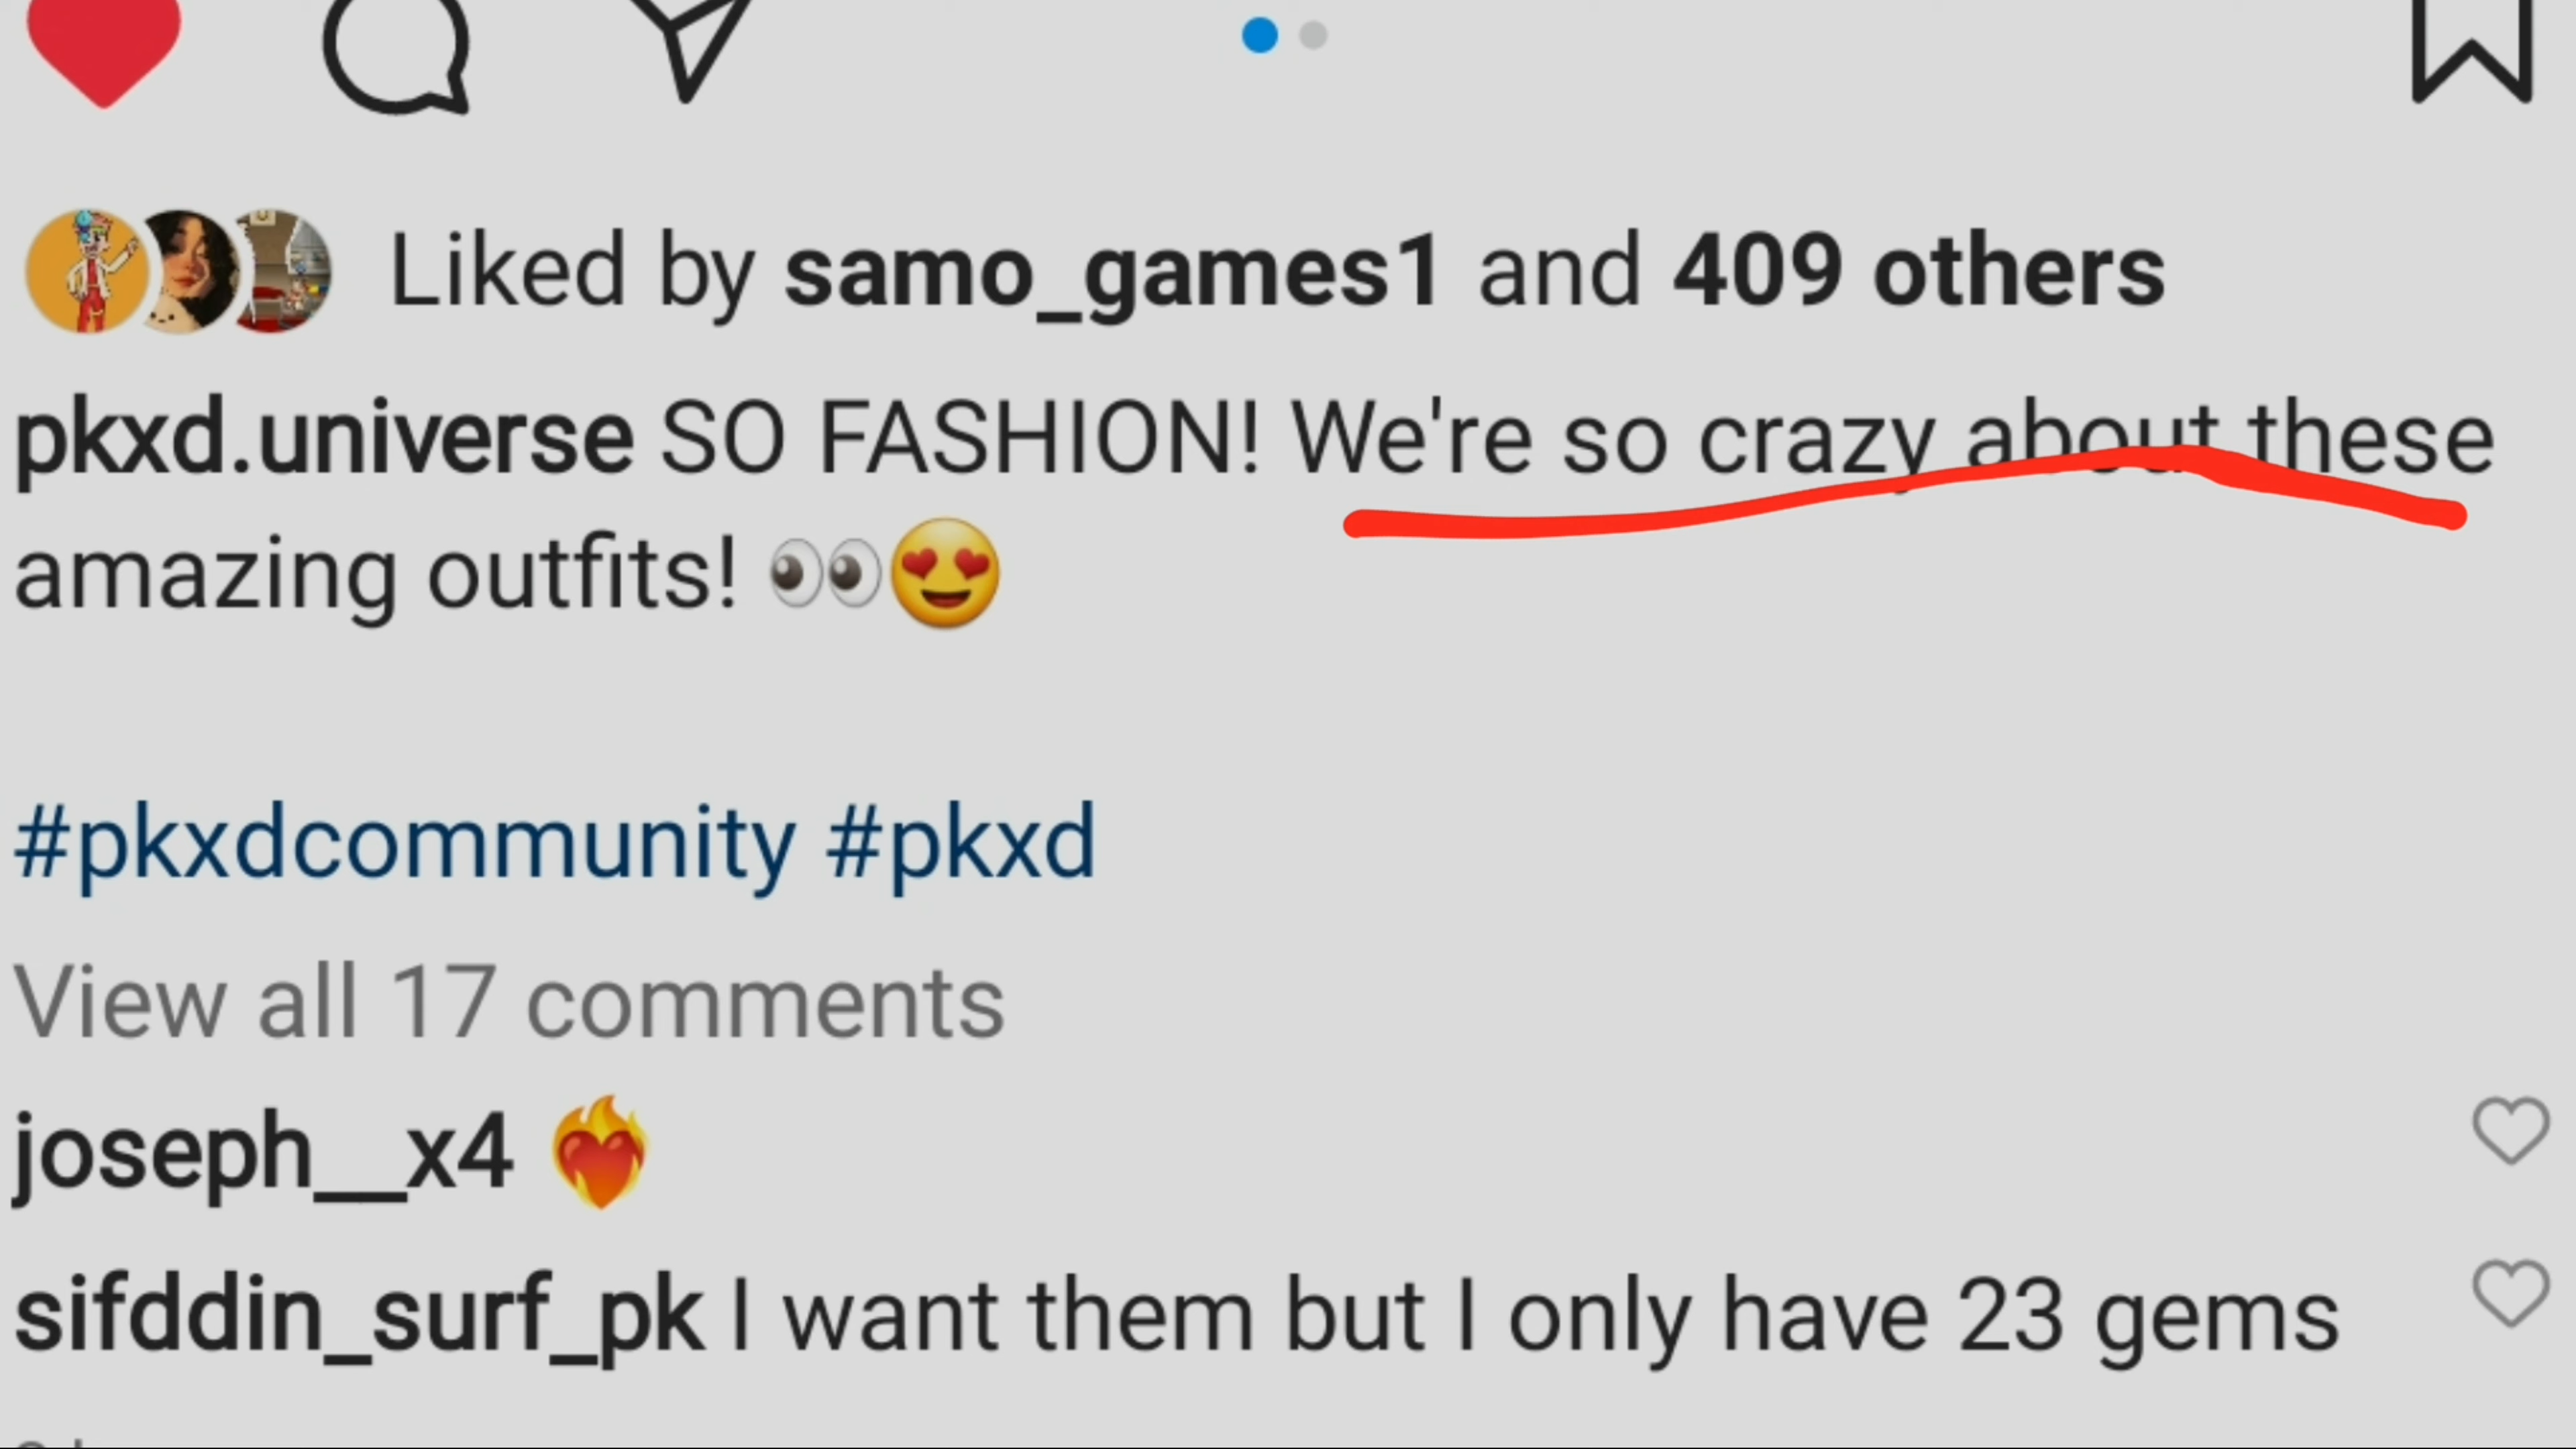 Liked by samo_games1 and 409 others
pkxd.universe SO FASHION! We're so crazy about these
amazing outfits! 👀😍
#pkxdcommunity #pkxd
View all 17 comments
joseph__x4 ❤️‍🔥
sifddin_surf_pk I want them but I only have 23 gems